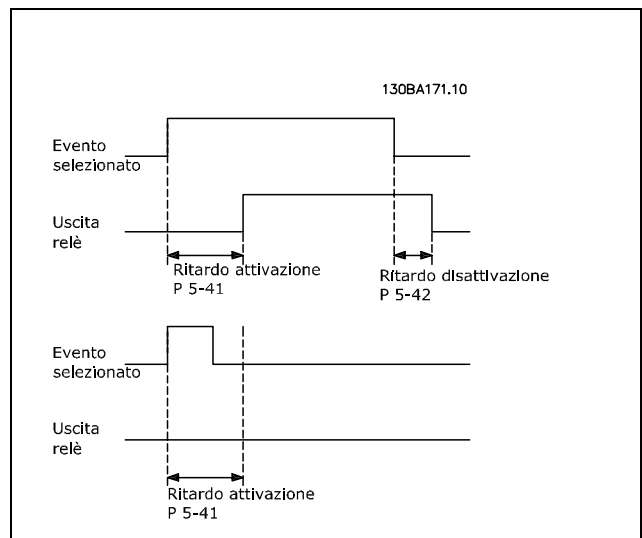 130BA171.10
Evento
selezionato
Uscita
relè
Ritardo attivazione
P 5-41
Ritardo disattivazione
P 5-42
Evento
selezionato
Uscita
relè
Ritardo attivazione
P 5-41